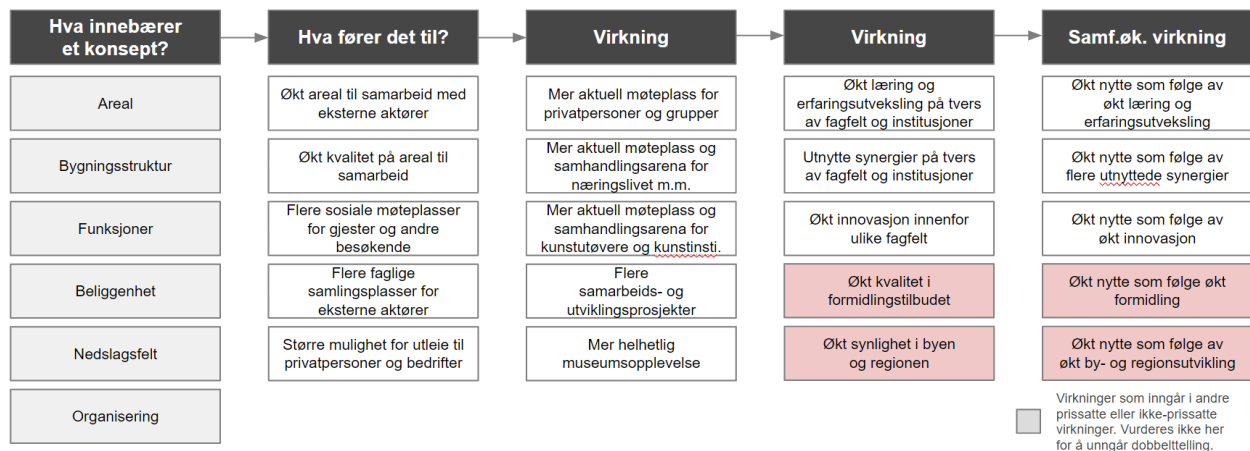 Hva innebærer
et konsept?
Hva fører det til?
Virkning
Virkning
Samf.øk. virkning
Areal
Bygningsstruktur
Funksjoner
Beliggenhet
Nedslagsfelt
Organisering
Økt areal til samarbeid med
eksterne aktører
Økt kvalitet på areal til
samarbeid
Flere sosiale møteplasser
for gjester og andre
besøkende
Flere faglige
samlingsplasser for
eksterne aktører
Større mulighet for utleie til
privatpersoner og bedrifter
Mer aktuell møteplass for
privatpersoner og grupper
Mer aktuell møteplass og
samhandlingsarena for
næringslivet m.m.
Mer aktuell møteplass og
samhandlingsarena for
kunstutøvere og kunstinsti.
Flere
samarbeids- og
utviklingsprosjekter
Mer helhetlig
museumsopplevelse
Økt læring og
erfaringsutveksling på tvers
av fagfelt og institusjoner
Utnytte synergier på tvers
av fagfelt og institusjoner
Økt innovasjon innenfor
ulike fagfelt
Økt kvalitet i
formidlingstilbudet
Økt synlighet i byen
og regionen
Økt nytte som følge av
økt læring og
erfaringsutveksling
Økt nytte som følge av
flere utnyttede synergier
Økt nytte som følge av
økt innovasjon
Økt nytte som følge økt
formidling
Økt nytte som følge av
økt by- og regionsutvikling
Virkninger som inngår i andre
prissatte eller ikke-prissatte
virkninger. Vurderes ikke her
for å unngår dobbelttelling.